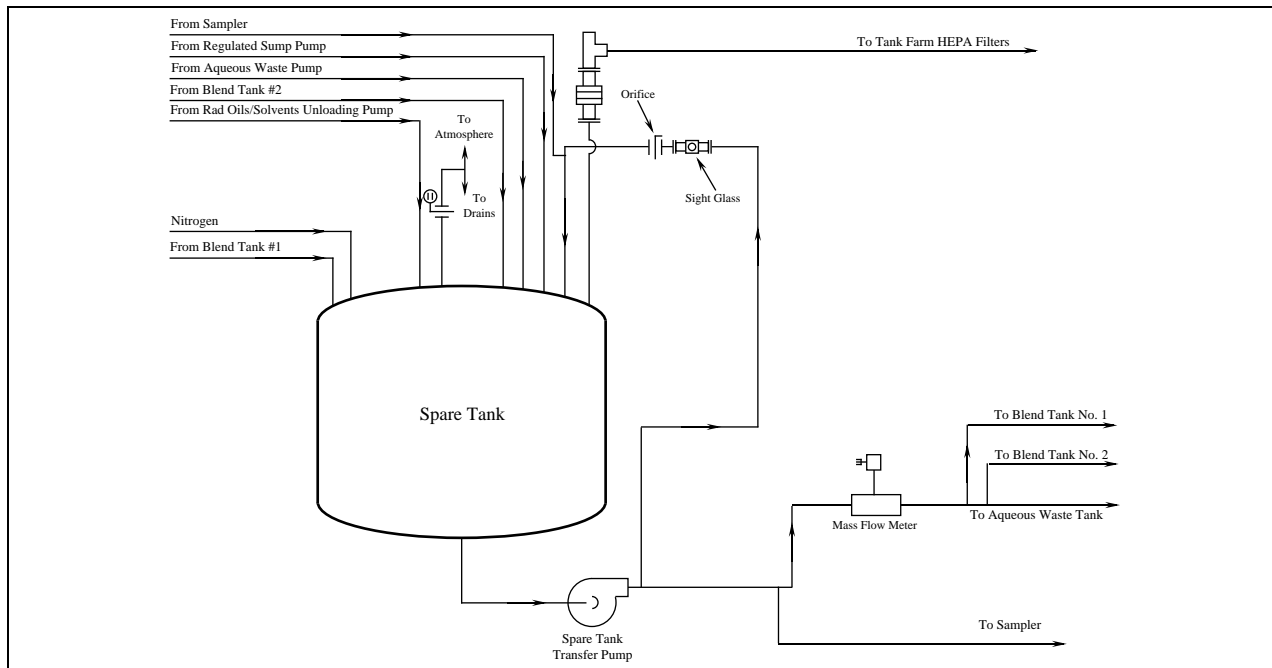 From Sampler
From Regulated Sump Pump
From Aqueous Waste Pump
From Blend Tank #2
From Rad Oils/Solvents Unloading Pump
To Tank Farm HEPA Filters
Orifice
To
Atmosphere
To
Drains
Sight Glass
Nitrogen
From Blend Tank #1
Spare Tank
To Blend Tank No. 1
To Blend Tank No. 2
To Aqueous Waste Tank
Mass Flow Meter
To Sampler
Spare Tank
Transfer Pump